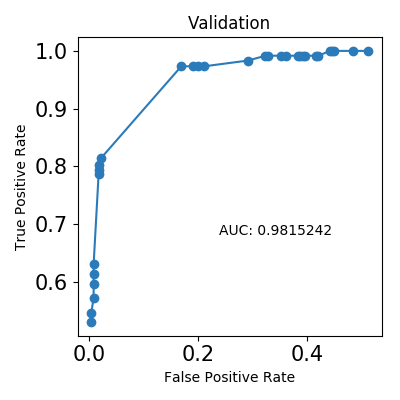 Validation
1.0
0.9
0.8
0.7
0.6
True Positive Rate
AUC: 0.9815242
0.0 0.2 0.4
False Positive Rate